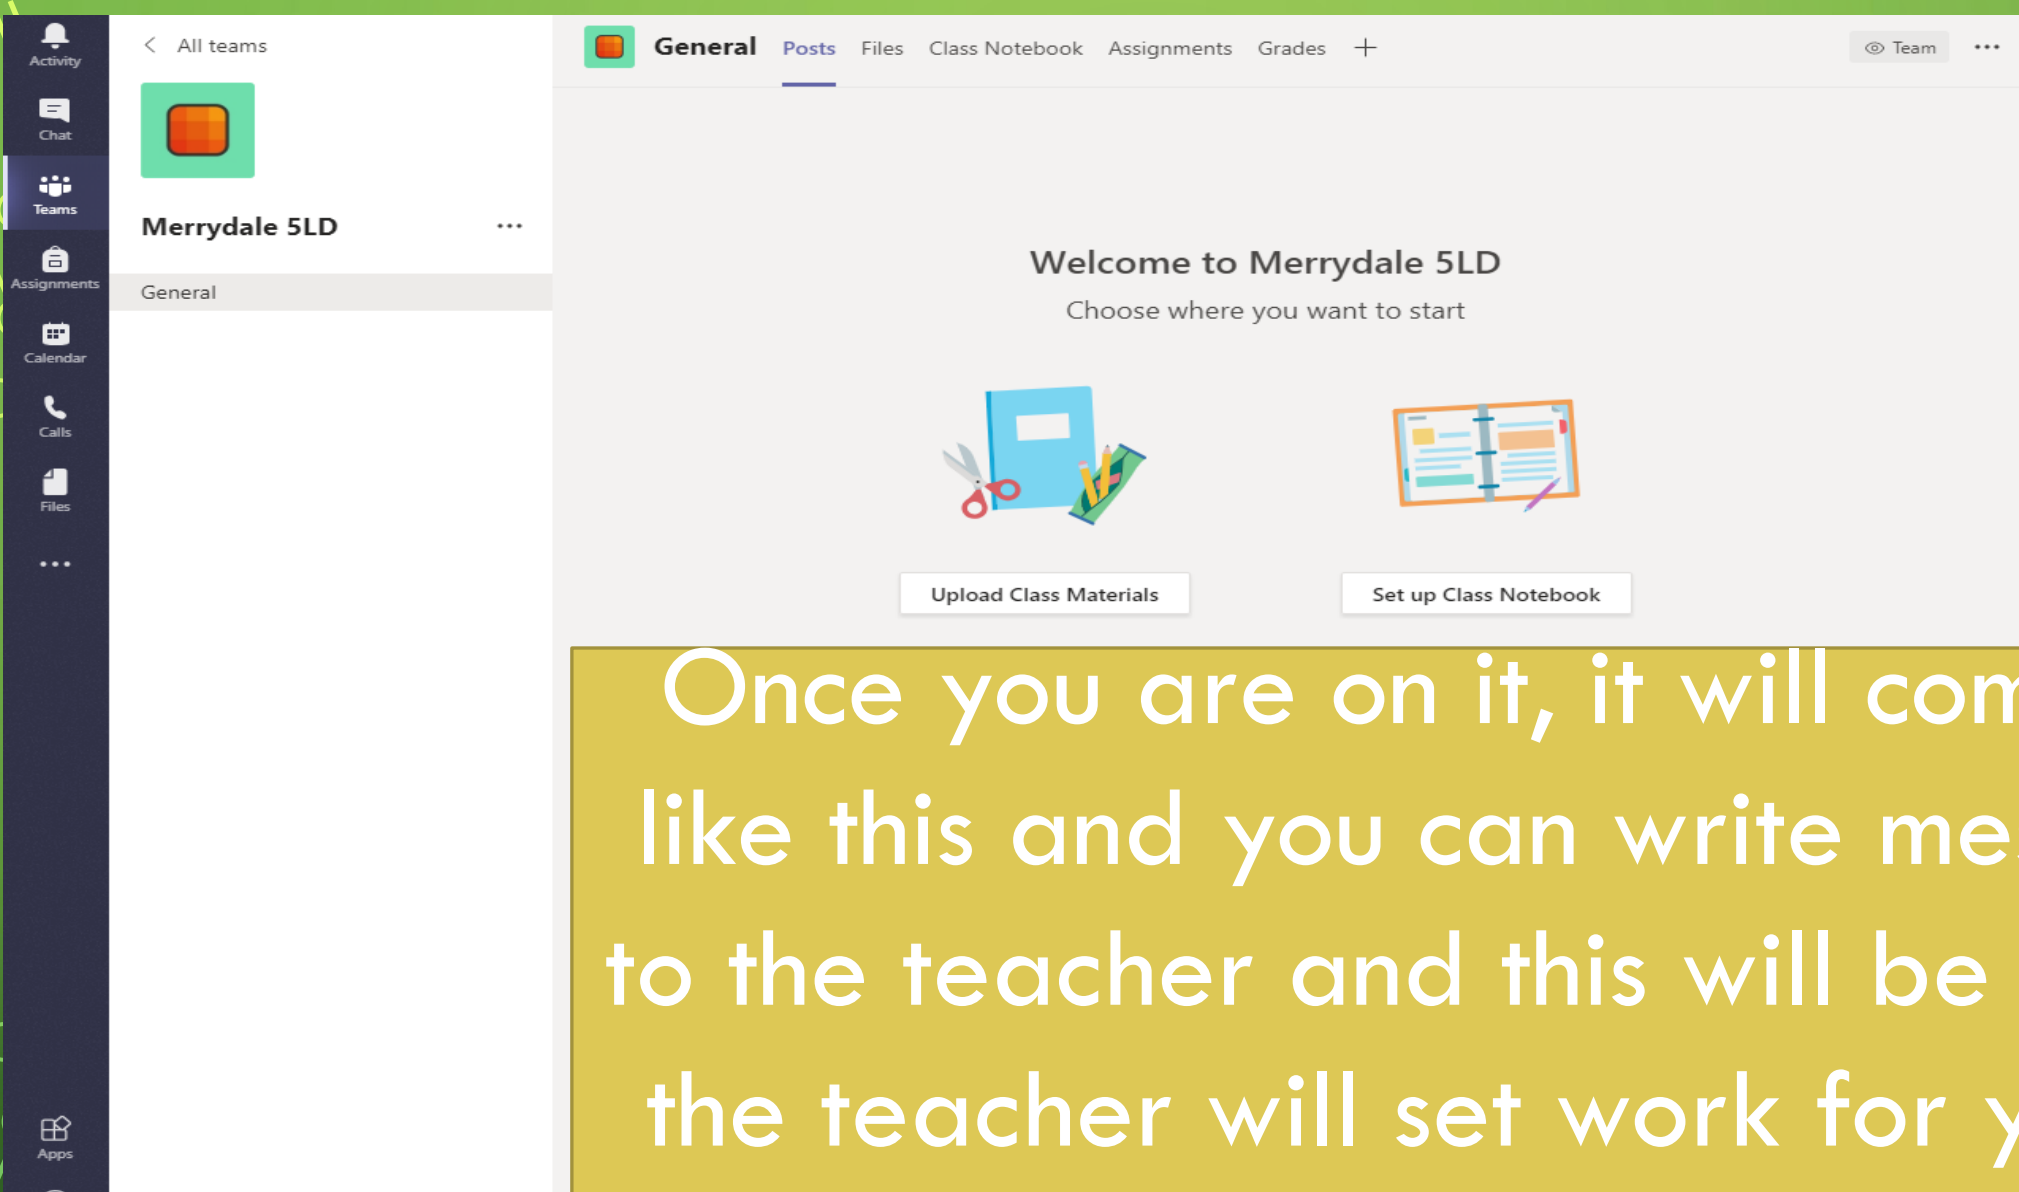 Activity
Chat
Teams
Assignments
Calendar
Calls
Files
Apps
All teams
Merrydale 5LD
General
General Posts Files Class Notebook Assignments Grades
Team
Welcome to Merrydale 5LD
Choose where you want to start
Upload Class Materials
Set up Class Notebook
Once you are on it, it will
like this and you can write
to the teacher and this will be
the teacher will set work for